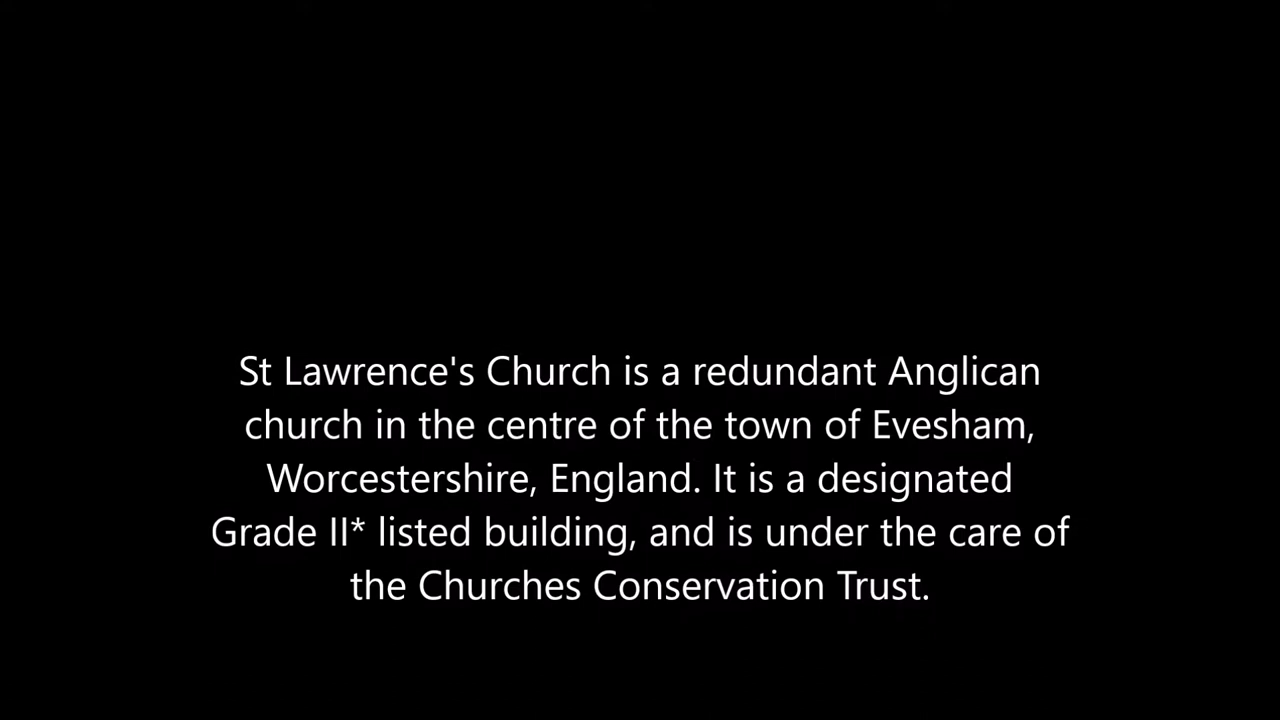 St Lawrence's Church is a redundant Anglican
church in the centre of the town of Evesham,
Worcestershire, England. It is a designated
Grade II* listed building, and is under the care of
the Churches Conservation Trust.